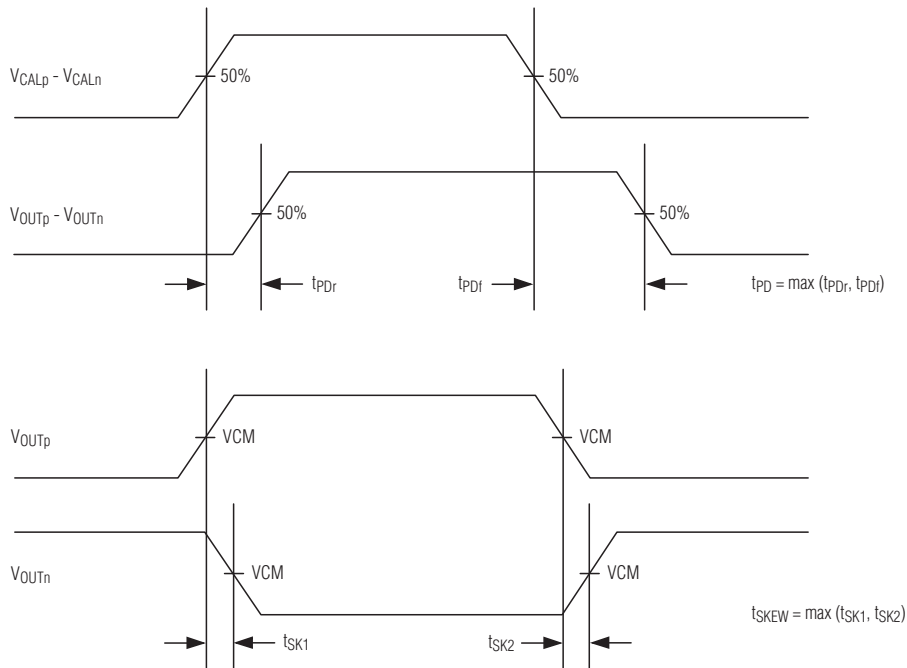 V_CALp - V_CALn
50%
50%
V_OUTp - V_OUTn
50%
50%
t_PDr
t_PDf
t_PD = max (t_PDr, t_PDf)
V_OUTp
VCM
VCM
V_OUTn
VCM
VCM
t_SK1
t_SK2
t_SKEW = max (t_SK1, t_SK2)